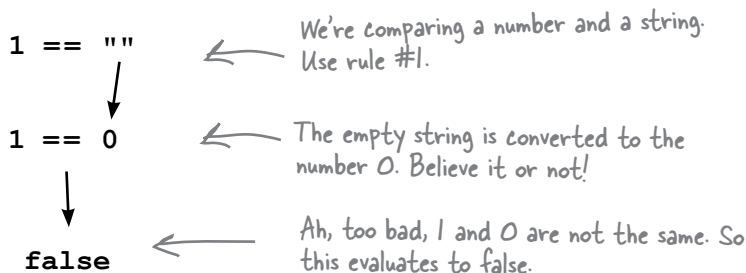 1 == ""
We're comparing a number and a string.
Use rule #1.
1 == 0
The empty string is converted to the
number 0. Believe it or not!
false
Ah, too bad, 1 and 0 are not the same. So
this evaluates to false.